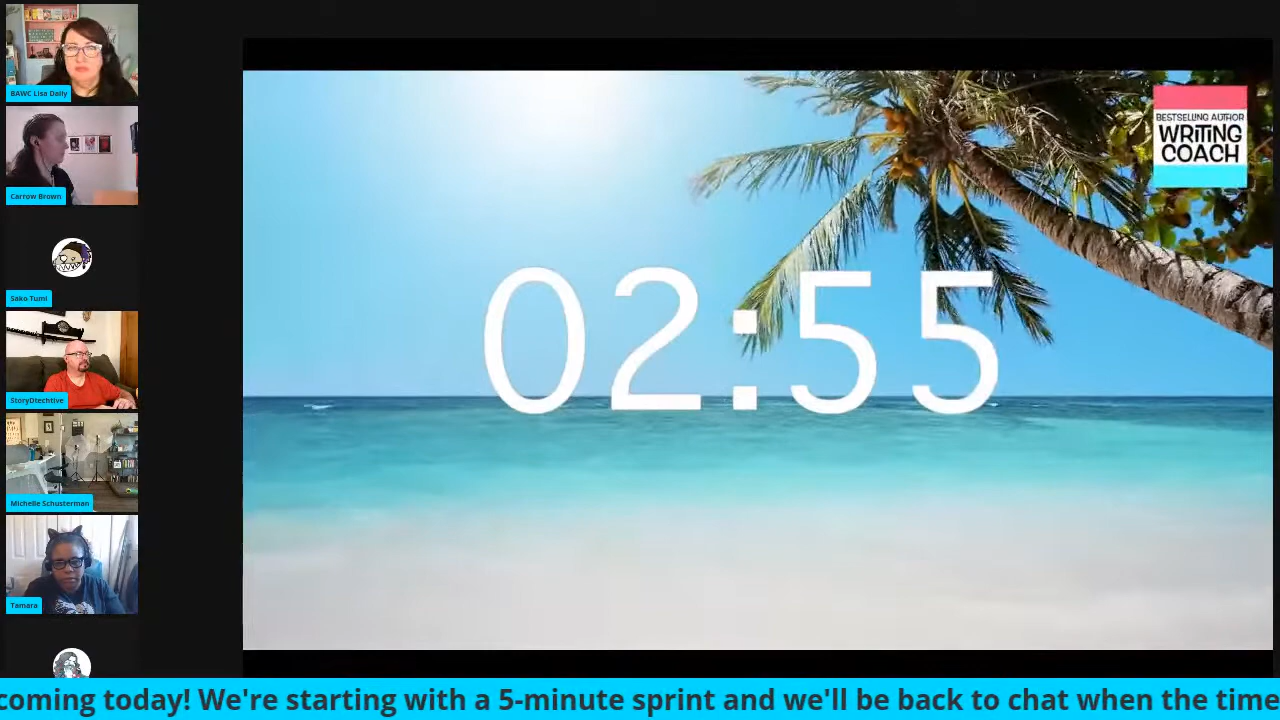 BAWC Lisa Daily
Carrow Brown
Sako Tumi
StoryDtechtive
Michelle Schusterman
Tamara
02:55
BESTSELLING AUTHOR
WRiTiNG
COACH
coming today! We're starting with a 5-minute sprint and we'll be back to chat when the time